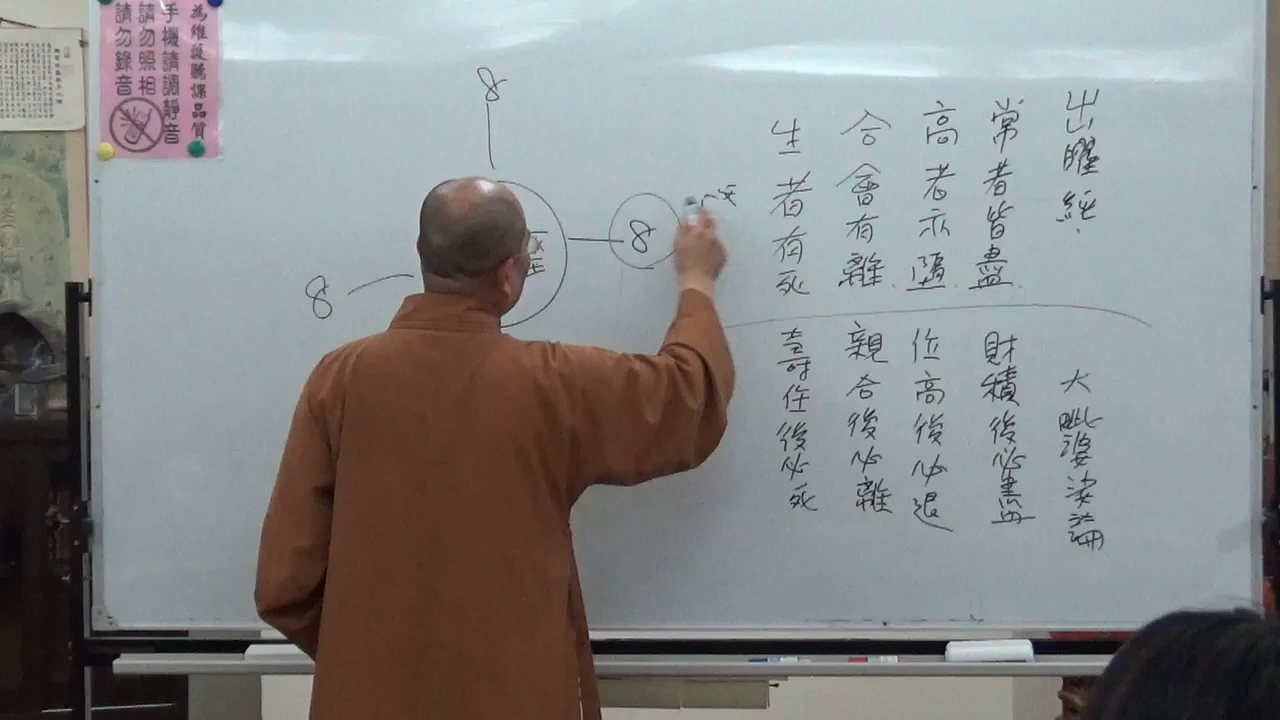 為維護聽課品質
手機請調靜音
請勿照相
請勿錄音
出曜經
常者皆盡
高者亦墮
合會有離
生者有死
大毗婆沙論
財積後必盡
位高後必退
親合後必離
壽住後必死
8
8
8